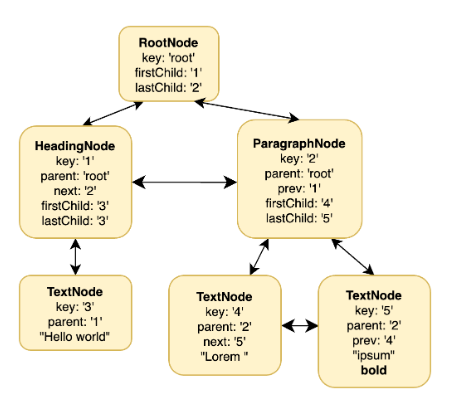 RootNode
key: 'root'
firstChild: '1'
lastChild: '2'
HeadingNode
key: '1'
parent: 'root'
next: '2'
firstChild: '3'
lastChild: '3'
ParagraphNode
key: '2'
parent: 'root'
prev: '1'
firstChild: '4'
lastChild: '5'
TextNode
key: '3'
parent: '1'
"Hello world"
TextNode
key: '4'
parent: '2'
next: '5'
"Lorem "
TextNode
key: '5'
parent: '2'
prev: '4'
"ipsum"
bold